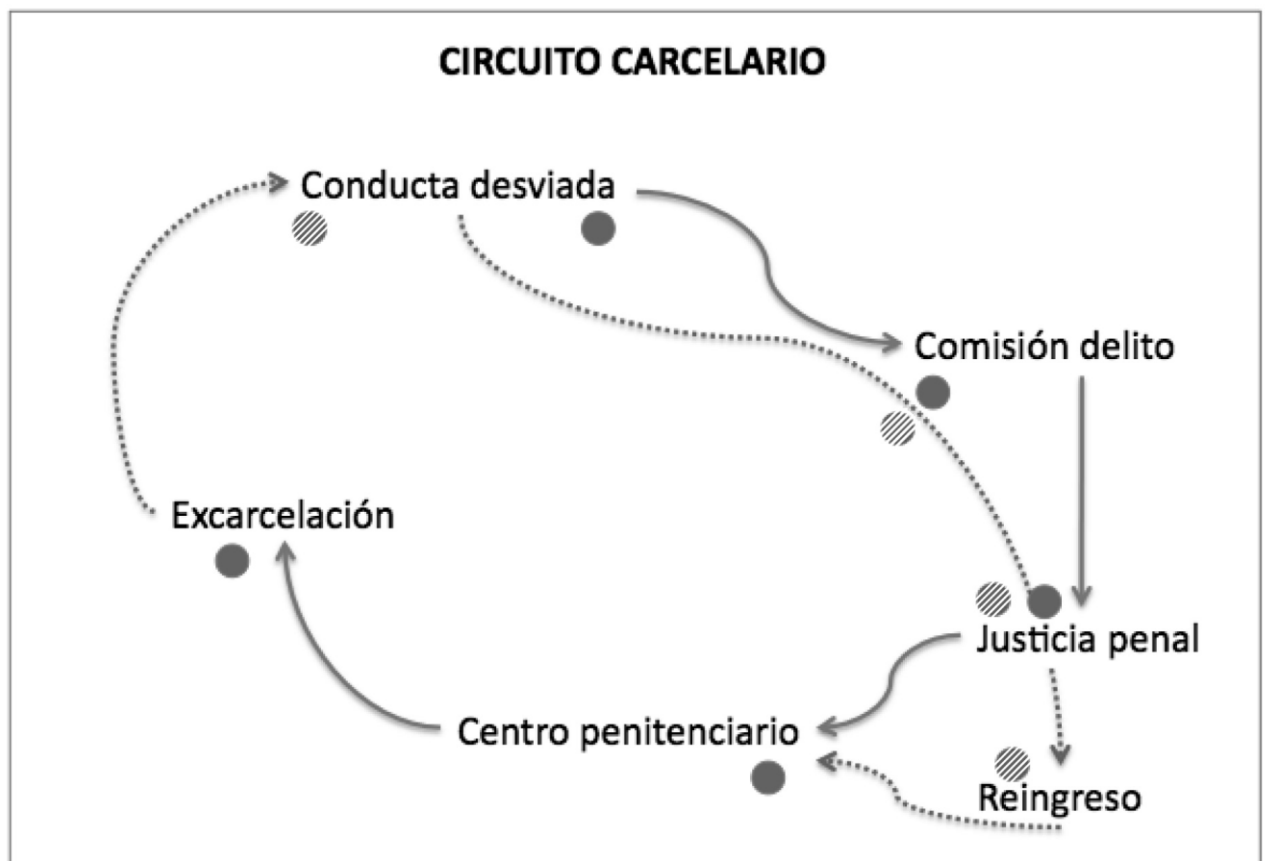 CIRCUITO CARCELARIO
Conducta desviada
Comisión delito
Excarcelación
Justicia penal
Centro penitenciario
Reingreso